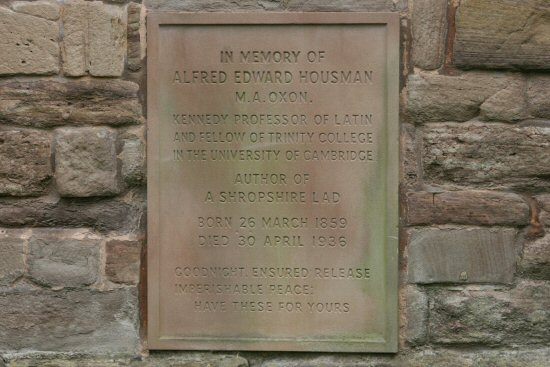 IN MEMORY OF
ALFRED EDWARD HOUSMAN
M.A. OXON.
KENNEDY PROFESSOR OF LATIN
AND FELLOW OF TRINITY COLLEGE
IN THE UNIVERSITY OF CAMBRIDGE
AUTHOR OF
A SHROPSHIRE LAD
BORN 26 MARCH 1859
DIED 30 APRIL 1936
GOODNIGHT. ENSURED RELEASE
IMPERISHABLE PEACE:
HAVE THESE FOR YOURS